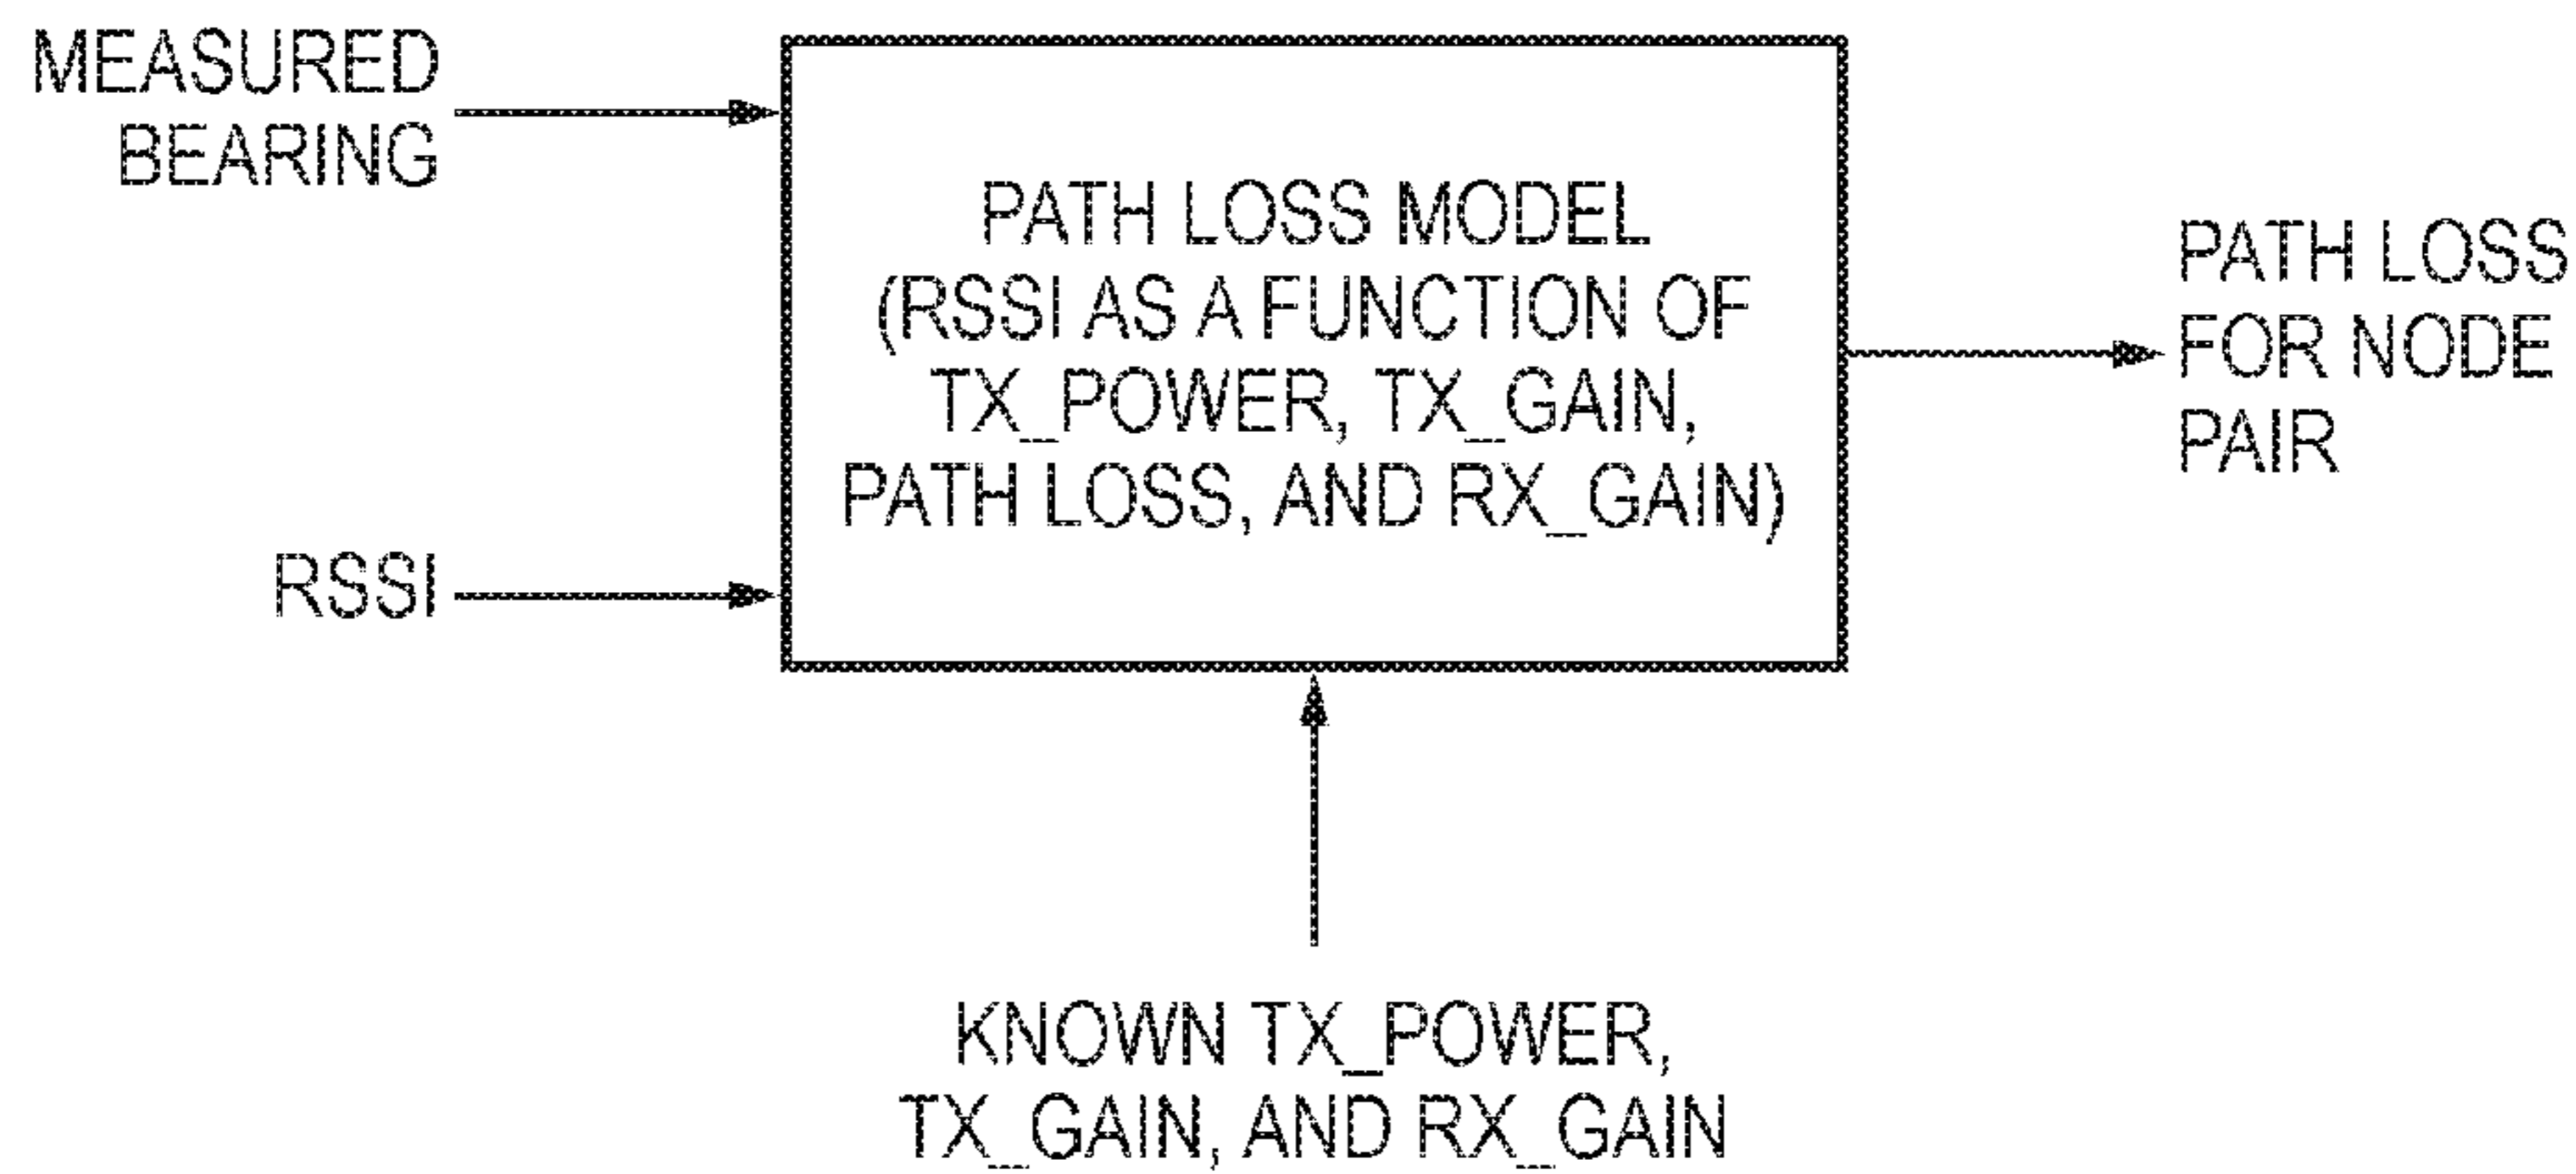 MEASURED
BEARING
RSSI
PATH LOSS MODEL
(RSSI AS A FUNCTION OF
TX_POWER, TX_GAIN,
PATH LOSS, AND RX_GAIN)
PATH LOSS
FOR NODE
PAIR
KNOWN TX_POWER,
TX_GAIN, AND RX_GAIN